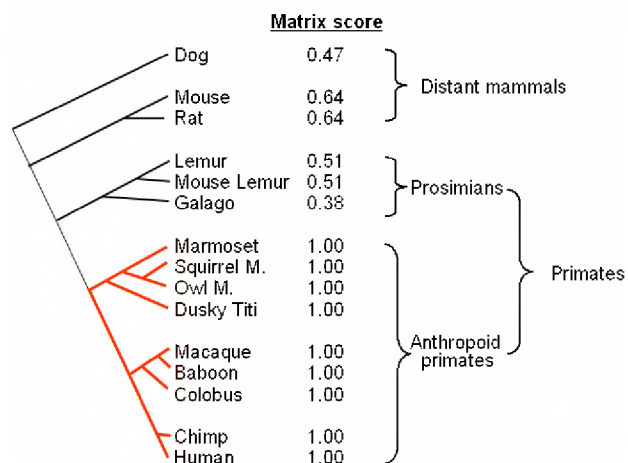 Matrix score
Dog 0.47
Distant mammals
Mouse 0.64
Rat 0.64
Lemur 0.51
Mouse Lemur 0.51
Prosimians
Galago 0.38
Marmoset 1.00
Squirrel M. 1.00
Primates
Owl M. 1.00
Dusky Titi 1.00
Anthropoid
primates
Macaque 1.00
Baboon 1.00
Colobus 1.00
Chimp 1.00
Human 1.00